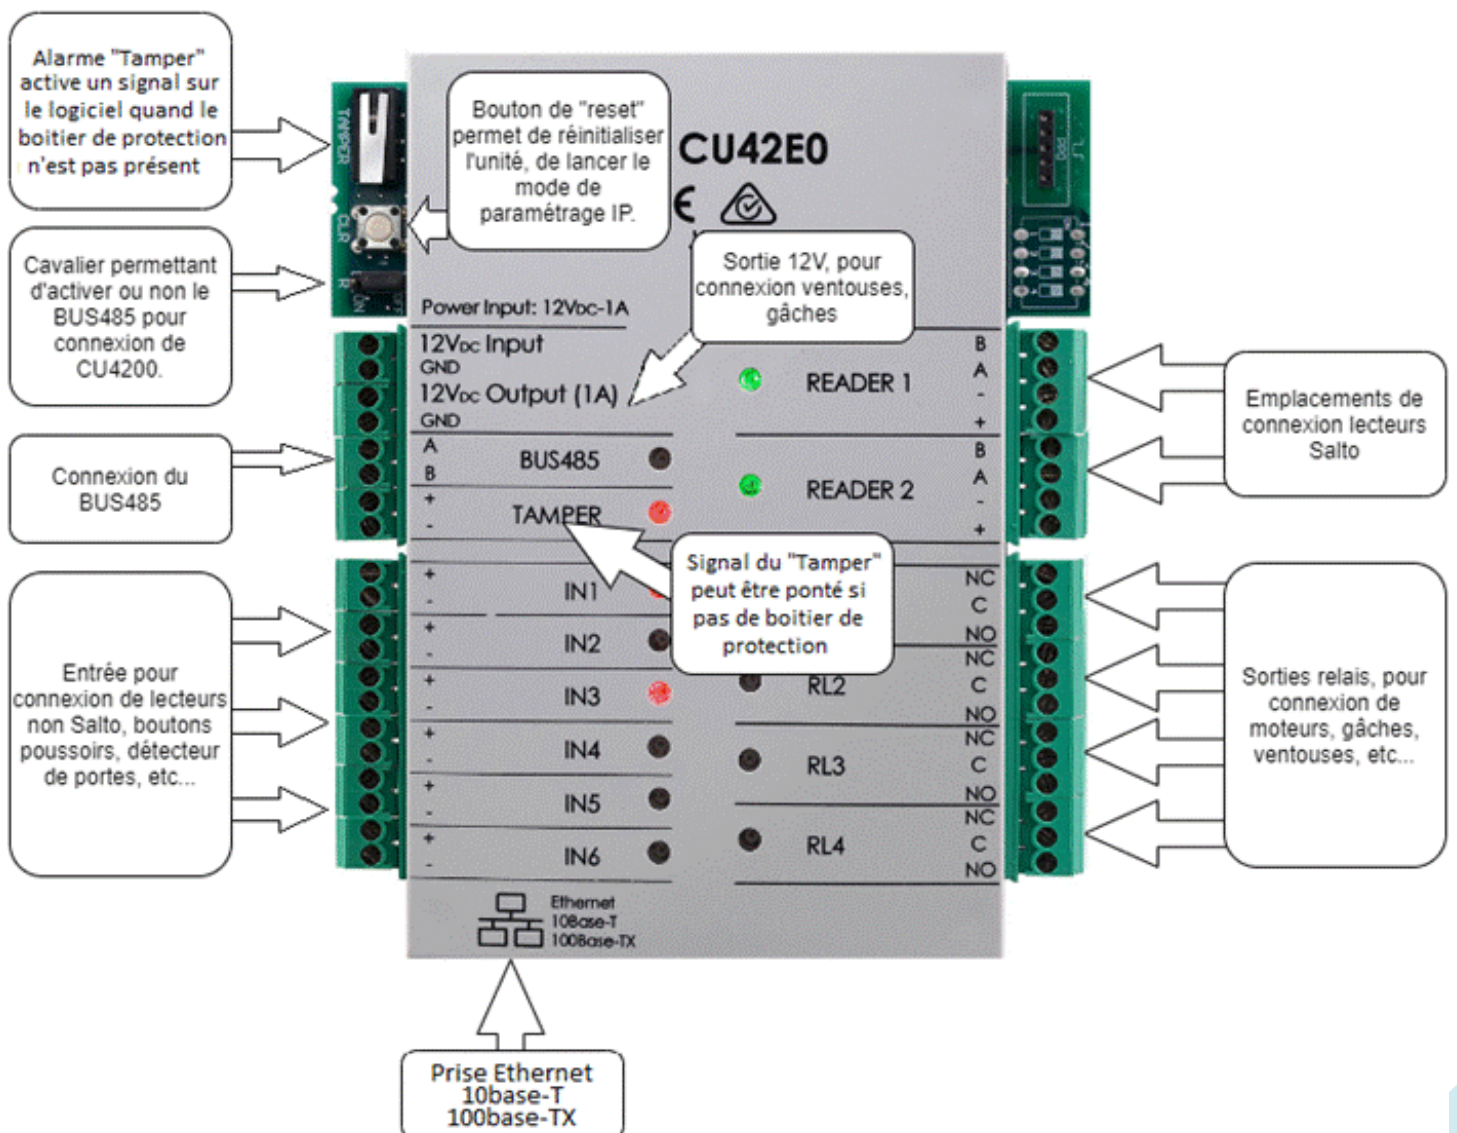 Alarme "Tamper"
active un signal sur
le logiciel quand le
boitier de protection
n'est pas présent
Cavalier permettant
d'activer ou non le
BUS485 pour
connexion de
CU4200.
Connexion du
BUS485
Entrée pour
connexion de lecteurs
non Salto, boutons
poussoirs, détecteur
de portes, etc...
TAMPER
CLR
R
ON
OFF
Bouton de "reset"
permet de réinitialiser
l'unité, de lancer le
mode de
paramétrage IP.
CU42E0
CE
Sortie 12V, pour
connexion ventouses,
gâches
Power Input: 12VDC-1A
12VDC Input
GND
12VDC Output (1A)
GND
A
B
BUS485
+
-
TAMPER
Signal du "Tamper"
peut être ponté si
pas de boitier de
protection
+
-
IN1
+
-
IN2
+
-
IN3
+
-
IN4
+
-
IN5
+
-
IN6
READER 1
B
A
-
+
READER 2
B
A
-
+
NC
C
NO
RL2
NC
C
NO
RL3
NC
C
NO
RL4
NC
C
NO
Ethernet
10Base-T
100Base-TX
Emplacements de
connexion lecteurs
Salto
Sorties relais, pour
connexion de
moteurs, gâches,
ventouses, etc...
Prise Ethernet
10base-T
100base-TX